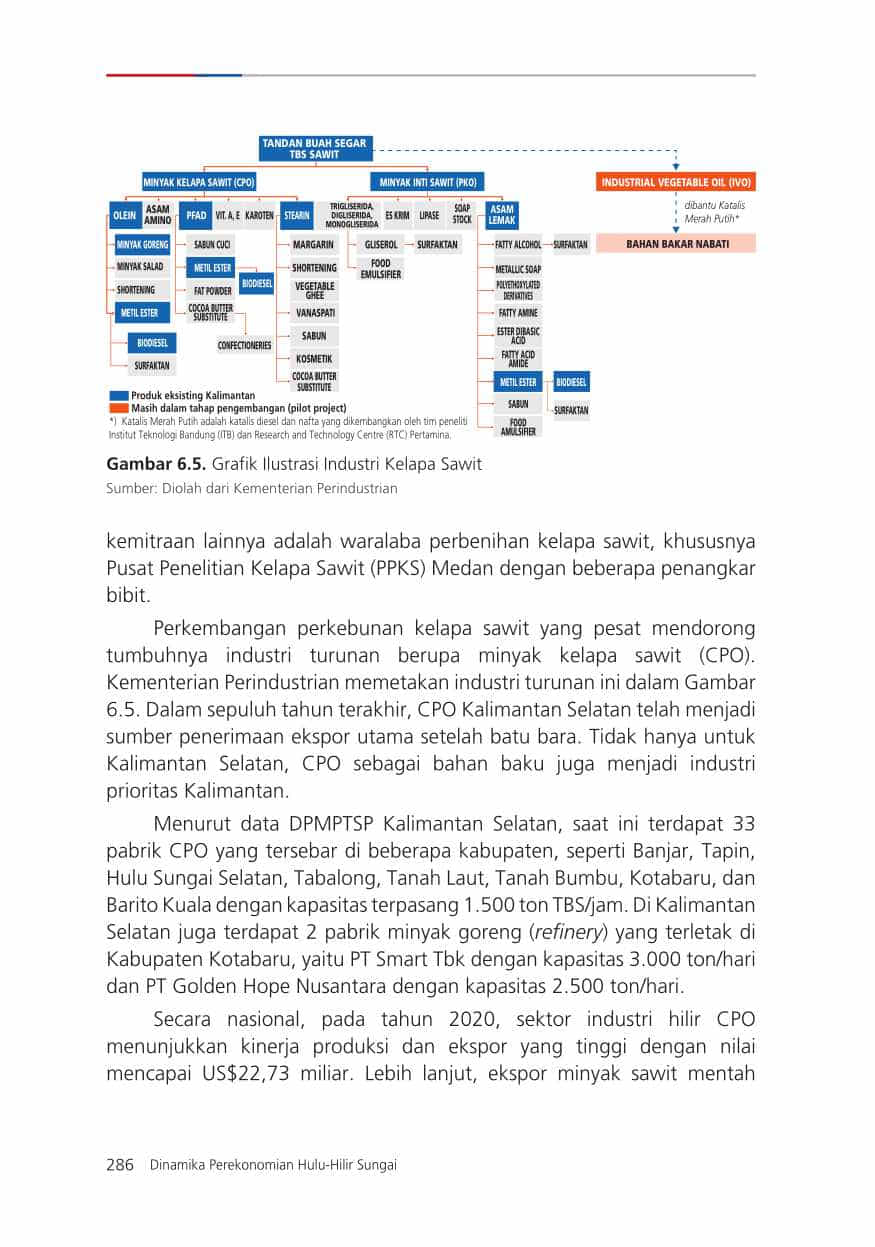 TANDAN BUAH SEGAR
TBS SAWIT
MINYAK KELAPA SAWIT (CPO)
MINYAK INTI SAWIT (PKO)
INDUSTRIAL VEGETABLE OIL (IVO)
dibantu Katalis
Merah Putih*
BAHAN BAKAR NABATI
OLEIN
ASAM
AMINO
PFAD
VIT. A, E
KAROTEN
STEARIN
TRIGLISERIDA,
DIGLISERIDA,
MONOGLISERIDA
ES KRIM
LIPASE
SOAP
STOCK
ASAM
LEMAK
MINYAK GORENG
MINYAK SALAD
SHORTENING
METIL ESTER
BIODIESEL
SURFAKTAN
SABUN CUCI
METIL ESTER
BIODIESEL
FAT POWDER
COCOA BUTTER
SUBSTITUTE
CONFECTIONERIES
MARGARIN
SHORTENING
VEGETABLE
GHEE
VANASPATI
SABUN
KOSMETIK
COCOA BUTTER
SUBSTITUTE
GLISEROL
FOOD
EMULSIFIER
SURFAKTAN
FATTY ALCOHOL
SURFAKTAN
METALLIC SOAP
POLYETHOXYLATED
DERIVATIVES
FATTY AMINE
ESTER DIBASIC
ACID
FATTY ACID
AMIDE
METIL ESTER
BIODIESEL
SABUN
SURFAKTAN
FOOD
AMULSIFIER
Produk eksisting Kalimantan
Masih dalam tahap pengembangan (pilot project)
*) Katalis Merah Putih adalah katalis diesel dan nafta yang dikembangkan oleh tim peneliti
Institut Teknologi Bandung (ITB) dan Research and Technology Centre (RTC) Pertamina.
Gambar 6.5. Grafik Ilustrasi Industri Kelapa Sawit
Sumber: Diolah dari Kementerian Perindustrian
kemitraan lainnya adalah waralaba perbenihan kelapa sawit, khususnya
Pusat Penelitian Kelapa Sawit (PPKS) Medan dengan beberapa penangkar
bibit.
Perkembangan perkebunan kelapa sawit yang pesat mendorong
tumbuhnya industri turunan berupa minyak kelapa sawit (CPO).
Kementerian Perindustrian memetakan industri turunan ini dalam Gambar
6.5. Dalam sepuluh tahun terakhir, CPO Kalimantan Selatan telah menjadi
sumber penerimaan ekspor utama setelah batu bara. Tidak hanya untuk
Kalimantan Selatan, CPO sebagai bahan baku juga menjadi industri
prioritas Kalimantan.
Menurut data DPMPTSP Kalimantan Selatan, saat ini terdapat 33
pabrik CPO yang tersebar di beberapa kabupaten, seperti Banjar, Tapin,
Hulu Sungai Selatan, Tabalong, Tanah Laut, Tanah Bumbu, Kotabaru, dan
Barito Kuala dengan kapasitas terpasang 1.500 ton TBS/jam. Di Kalimantan
Selatan juga terdapat 2 pabrik minyak goreng (refinery) yang terletak di
Kabupaten Kotabaru, yaitu PT Smart Tbk dengan kapasitas 3.000 ton/hari
dan PT Golden Hope Nusantara dengan kapasitas 2.500 ton/hari.
Secara nasional, pada tahun 2020, sektor industri hilir CPO
menunjukkan kinerja produksi dan ekspor yang tinggi dengan nilai
mencapai US$22,73 miliar. Lebih lanjut, ekspor minyak sawit mentah
286 Dinamika Perekonomian Hulu-Hilir Sungai